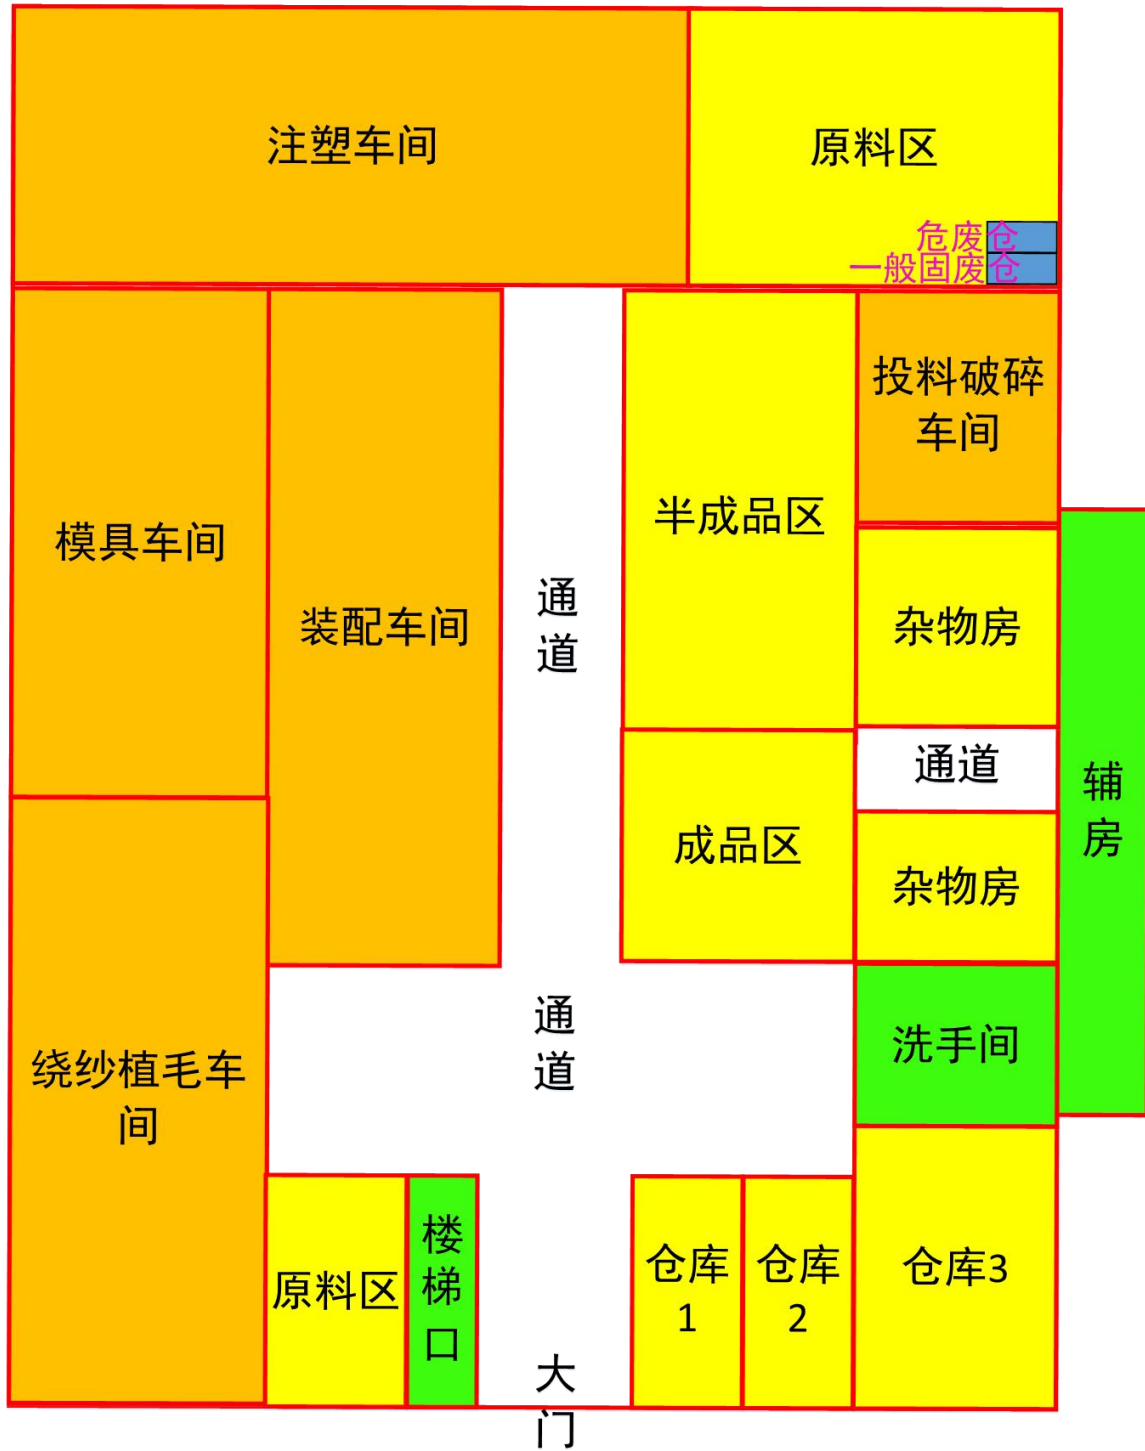 注塑车间
原料区
危废仓
一般固废仓
投料破碎
车间
半成品区
模具车间
装配车间
通
道
杂物房
通道
辅
房
成品区
杂物房
通
道
洗手间
绕纱植毛车
间
原料区
楼
梯
口
仓库
1
仓库
2
仓库3
大
门